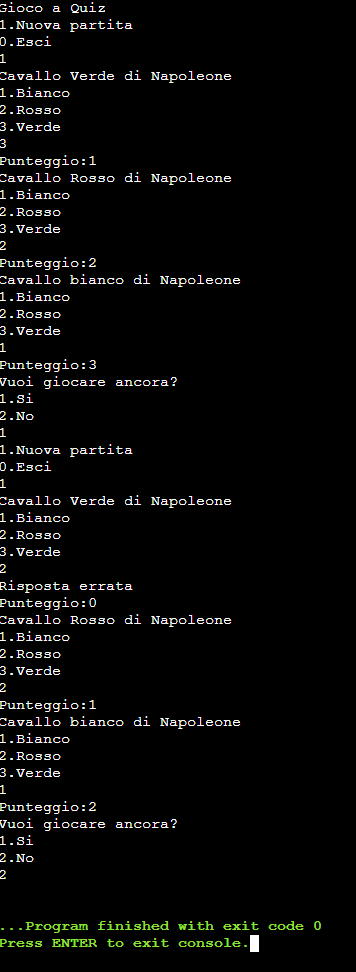 Gioco a Quiz
1.Nuova partita
0.Esci
1
Cavallo Verde di Napoleone
1.Bianco
2.Rosso
3.Verde
3
Punteggio:1
Cavallo Rosso di Napoleone
1.Bianco
2.Rosso
3.Verde
2
Punteggio:2
Cavallo bianco di Napoleone
1.Bianco
2.Rosso
3.Verde
1
Punteggio:3
Vuoi giocare ancora?
1.Si
2.No
1
1.Nuova partita
0.Esci
1
Cavallo Verde di Napoleone
1.Bianco
2.Rosso
3.Verde
2
Risposta errata
Punteggio:0
Cavallo Rosso di Napoleone
1.Bianco
2.Rosso
3.Verde
2
Punteggio:1
Cavallo bianco di Napoleone
1.Bianco
2.Rosso
3.Verde
1
Punteggio:2
Vuoi giocare ancora?
1.Si
2.No
2
...Program finished with exit code 0
Press ENTER to exit console.